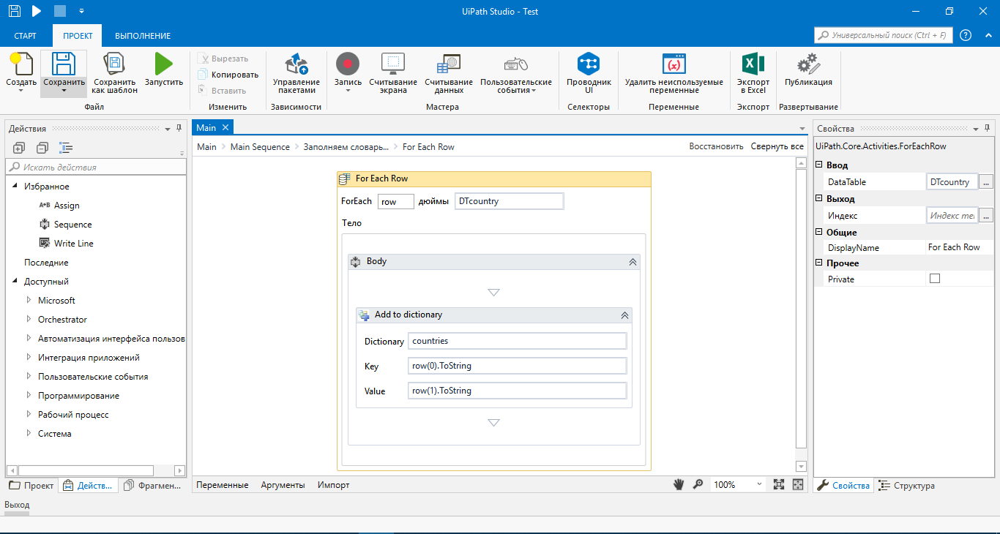 UiPath Studio - Test
СТАРТ ПРОЕКТ ВЫПОЛНЕНИЕ
Универсальный поиск (Ctrl + F)
Создать
Сохранить
Сохранить
как шаблон
Запустить
Файл
Вырезать
Копировать
Вставить
Изменить
Управление
пакетами
Зависимости
Запись
Считывание
экрана
Считывание
данных
Пользовательские
события
Мастера
Проводник
UI
Селекторы
Удалить неиспользуемые
переменные
Переменные
Экспорт
в Excel
Экспорт
Публикация
Развертывание
Действия
Искать действия
Избранное
Assign
Sequence
Write Line
Последние
Доступный
Microsoft
Orchestrator
Автоматизация интерфейса пользов
Интеграция приложений
Пользовательские события
Программирование
Рабочий процесс
Система
Проект Действ... Фрагмен...
Main
Main Main Sequence Заполняем словарь... For Each Row
Восстановить Свернуть все
For Each Row
ForEach row дюймы DTcountry
Тело
Body
Add to dictionary
Dictionary countries
Key row(0).ToString
Value row(1).ToString
Переменные Аргументы Импорт
100%
Свойства
UiPath.Core.Activities.ForEachRow
Ввод
DataTable DTcountry ...
Выход
Индекс Индекс те ...
Общие
DisplayName For Each Row
Прочее
Private
Свойства Структура
Выход